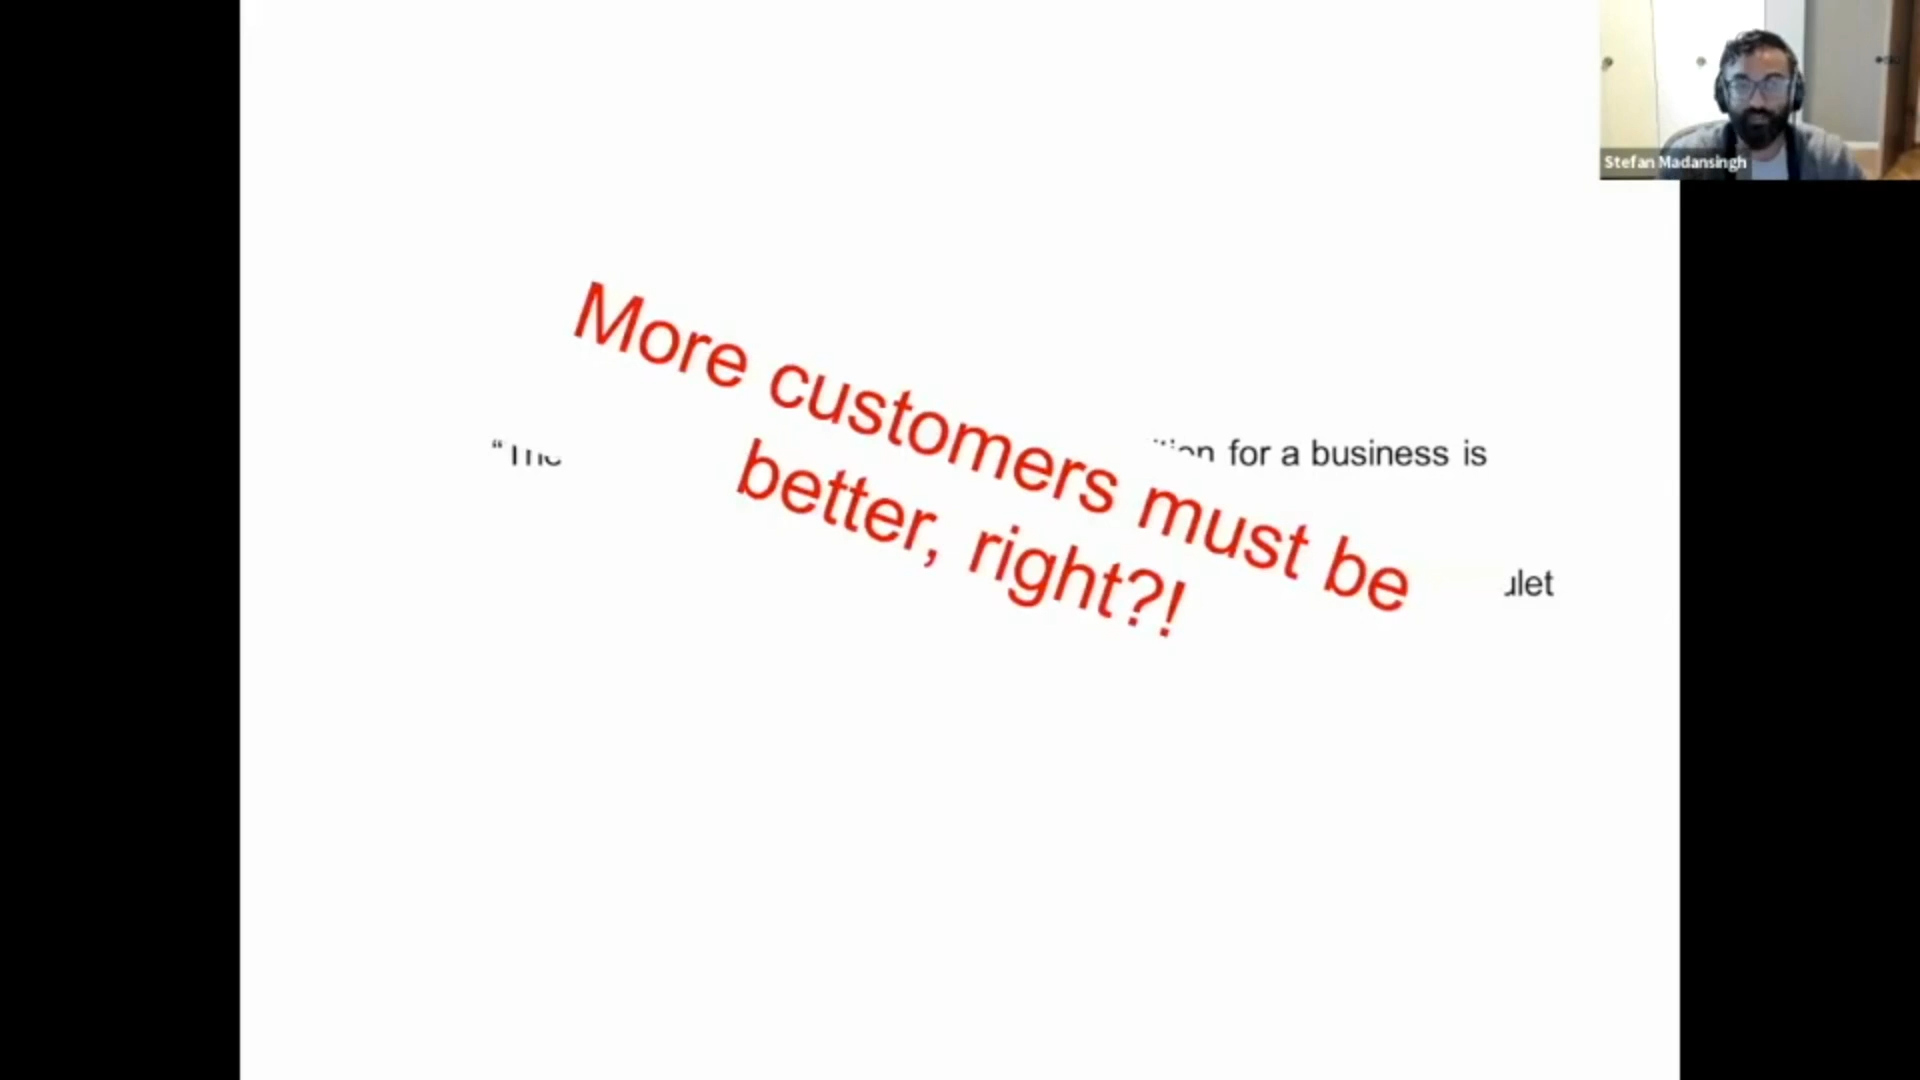 Stefan Madansingh
More customers must be
better, right?!
for a business is